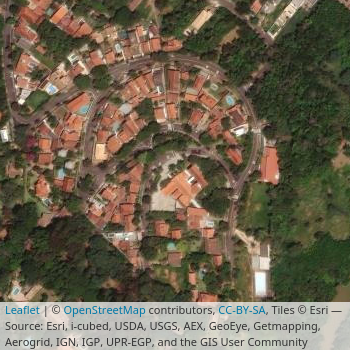 Leaflet | © OpenStreetMap contributors, CC-BY-SA, Tiles © Esri —
Source: Esri, i-cubed, USDA, USGS, AEX, GeoEye, Getmapping,
Aerogrid, IGN, IGP, UPR-EGP, and the GIS User Community